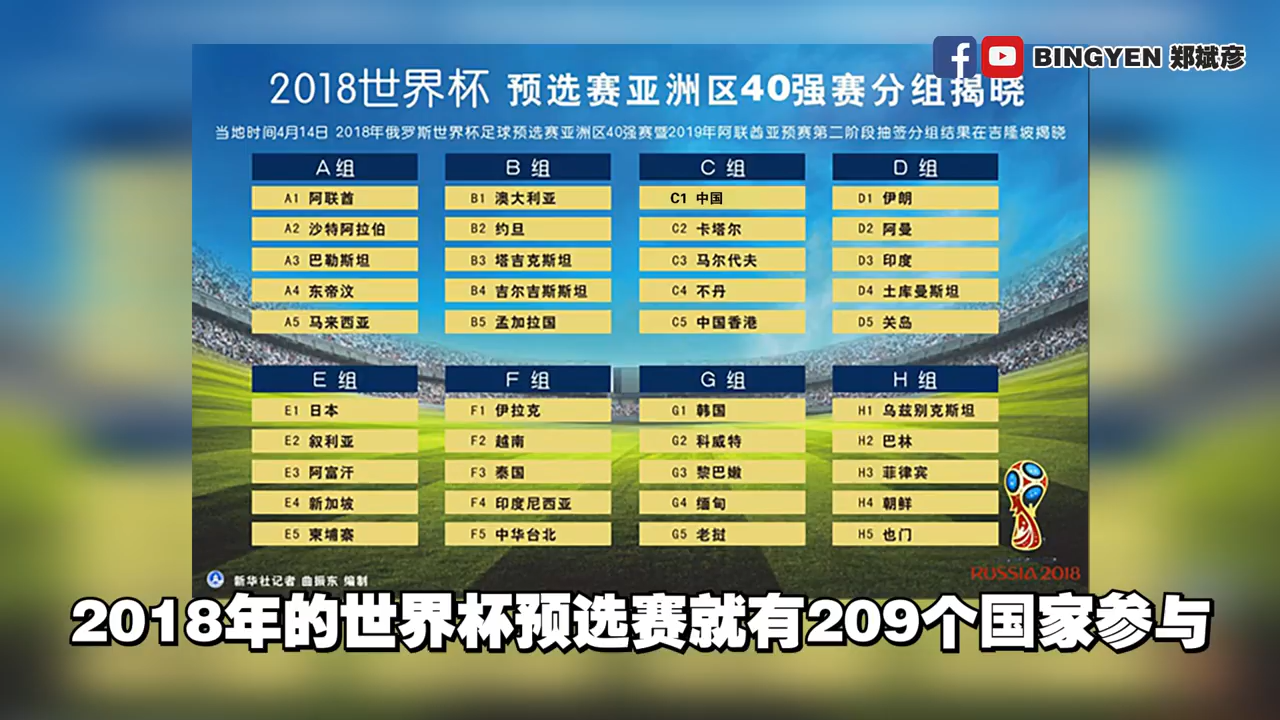 BINGYEN 郑斌彦
2018世界杯 预选赛亚洲区40强赛分组揭晓
当地时间4月14日 2018年俄罗斯世界杯足球预选赛亚洲区40强赛暨2019年阿联酋亚预赛第二阶段抽签分组结果在吉隆坡揭晓
A组
A1 阿联酋
A2 沙特阿拉伯
A3 巴勒斯坦
A4 东帝汶
A5 马来西亚
B组
B1 澳大利亚
B2 约旦
B3 塔吉克斯坦
B4 吉尔吉斯斯坦
B5 孟加拉国
C组
C1 中国
C2 卡塔尔
C3 马尔代夫
C4 不丹
C5 中国香港
D组
D1 伊朗
D2 阿曼
D3 印度
D4 土库曼斯坦
D5 关岛
E组
E1 日本
E2 叙利亚
E3 阿富汗
E4 新加坡
E5 柬埔寨
F组
F1 伊拉克
F2 越南
F3 泰国
F4 印度尼西亚
F5 中华台北
G组
G1 韩国
G2 科威特
G3 黎巴嫩
G4 缅甸
G5 老挝
H组
H1 乌兹别克斯坦
H2 巴林
H3 菲律宾
H4 朝鲜
H5 也门
RUSSIA 2018
新华社记者 曲振东 编制
2018年的世界杯预选赛就有209个国家参与